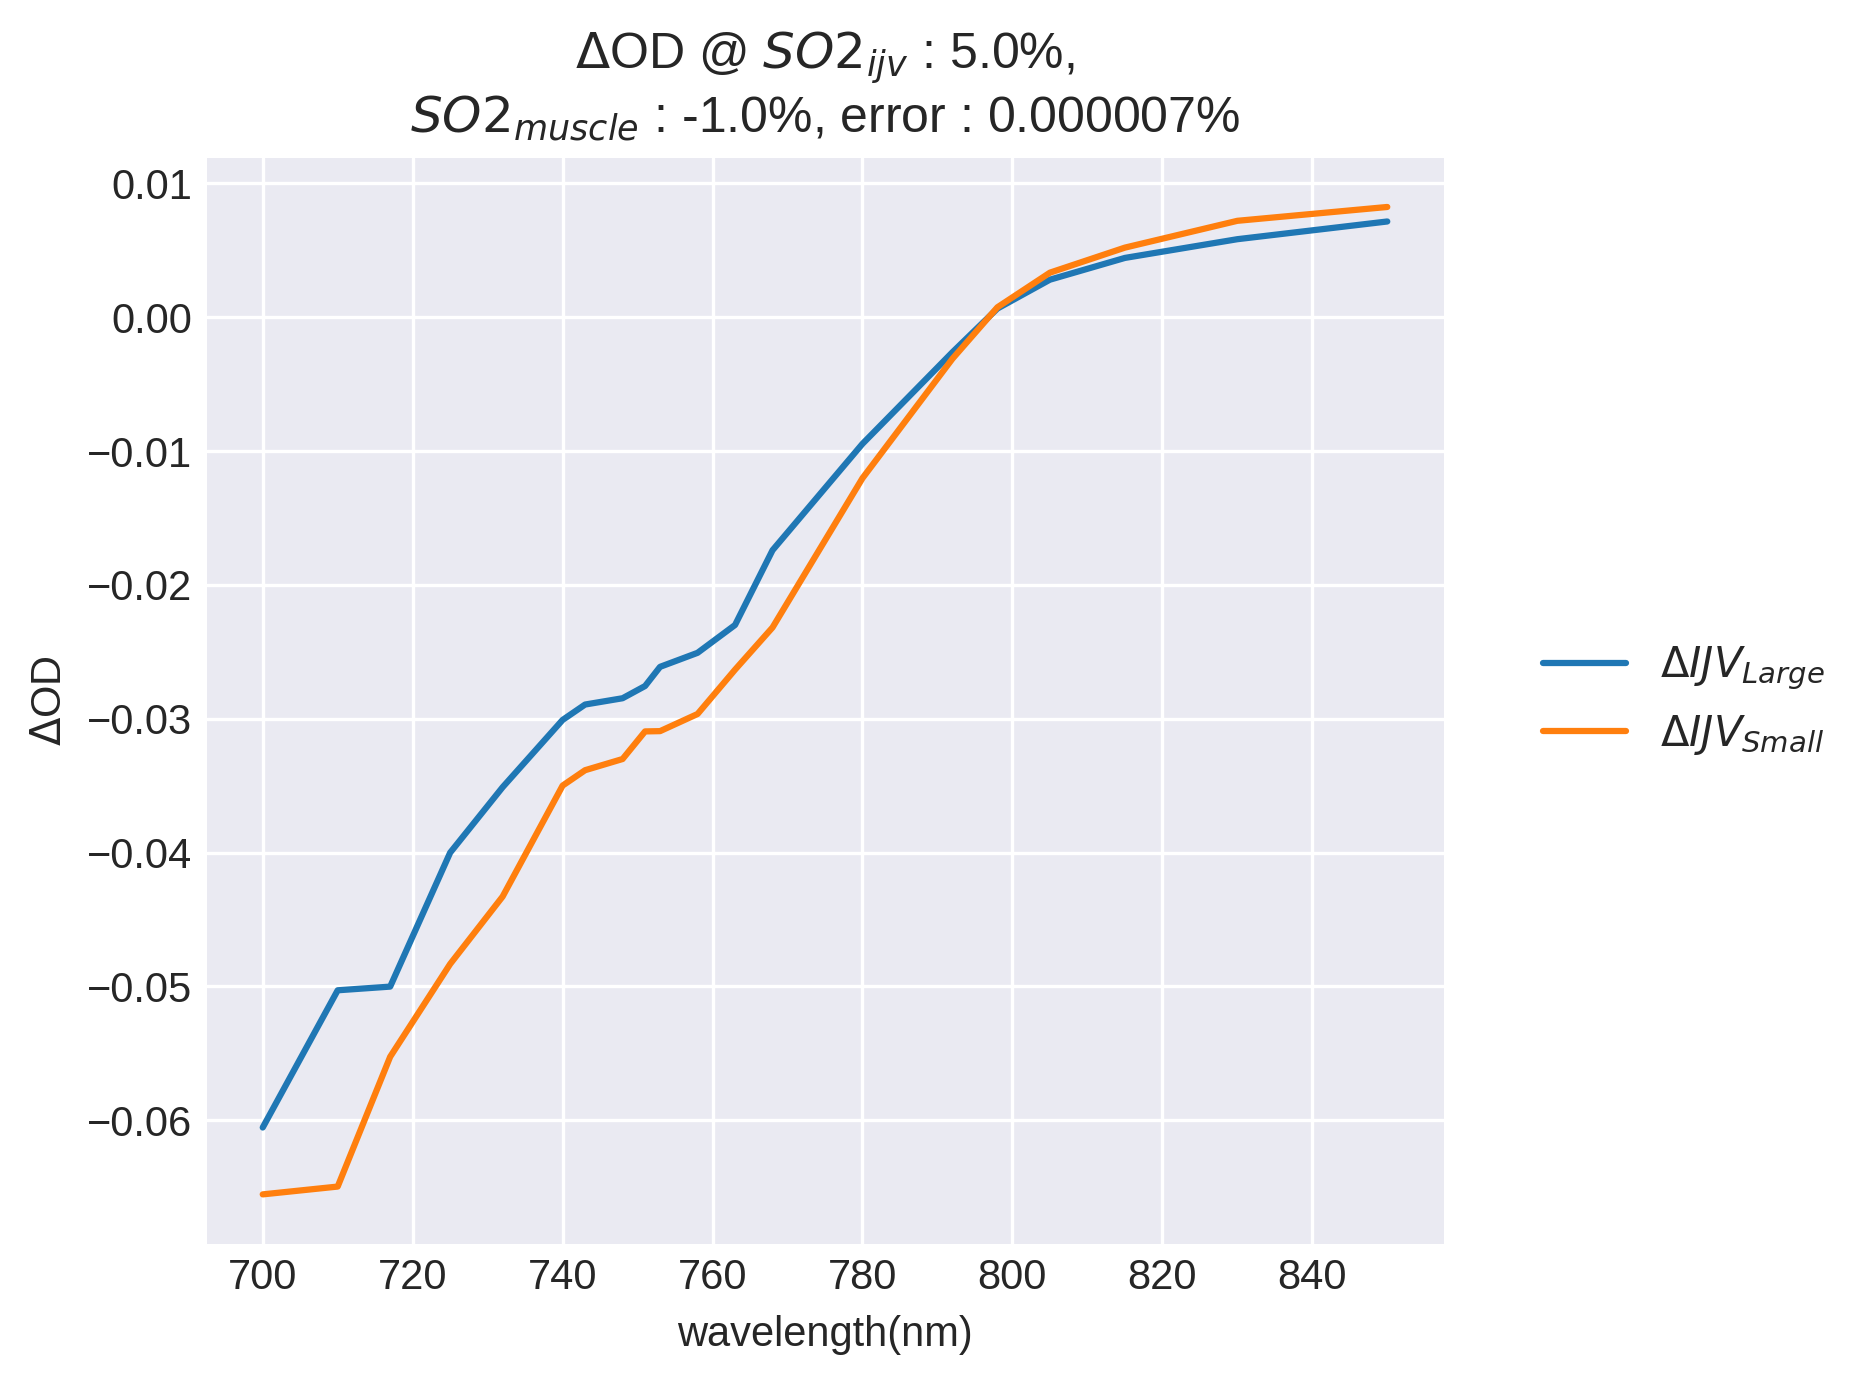 ΔOD @ SO2ijv : 5.0%,
SO2muscle : -1.0%, error : 0.000007%
0.01
0.00
−0.01
−0.02
−0.03
−0.04
−0.05
−0.06
ΔOD
700 720 740 760 780 800 820 840
wavelength(nm)
ΔIJVLarge
ΔIJVSmall